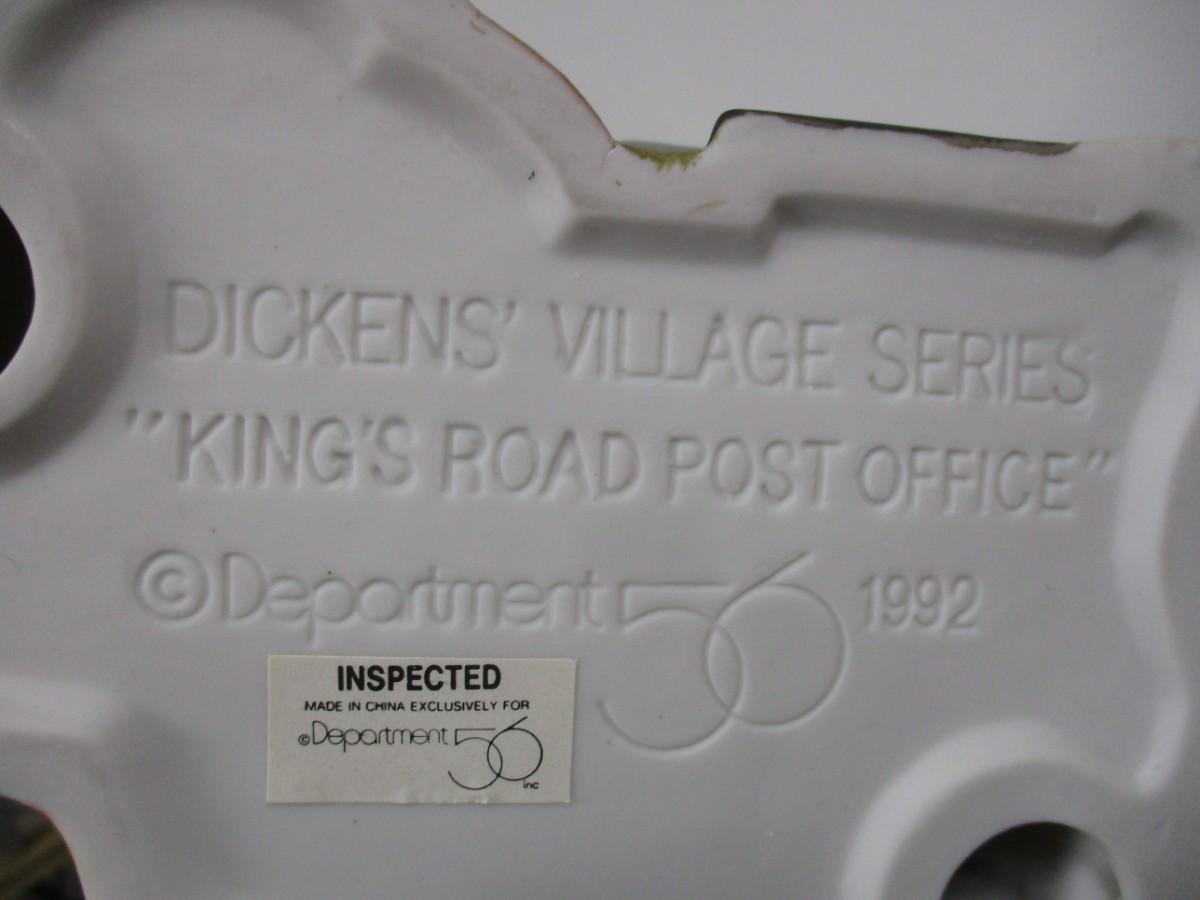 DICKENS' VILLAGE SERIES
"KING'S ROAD POST OFFICE"
©Department 56 1992
INSPECTED
MADE IN CHINA EXCLUSIVELY FOR
©Department 56
inc